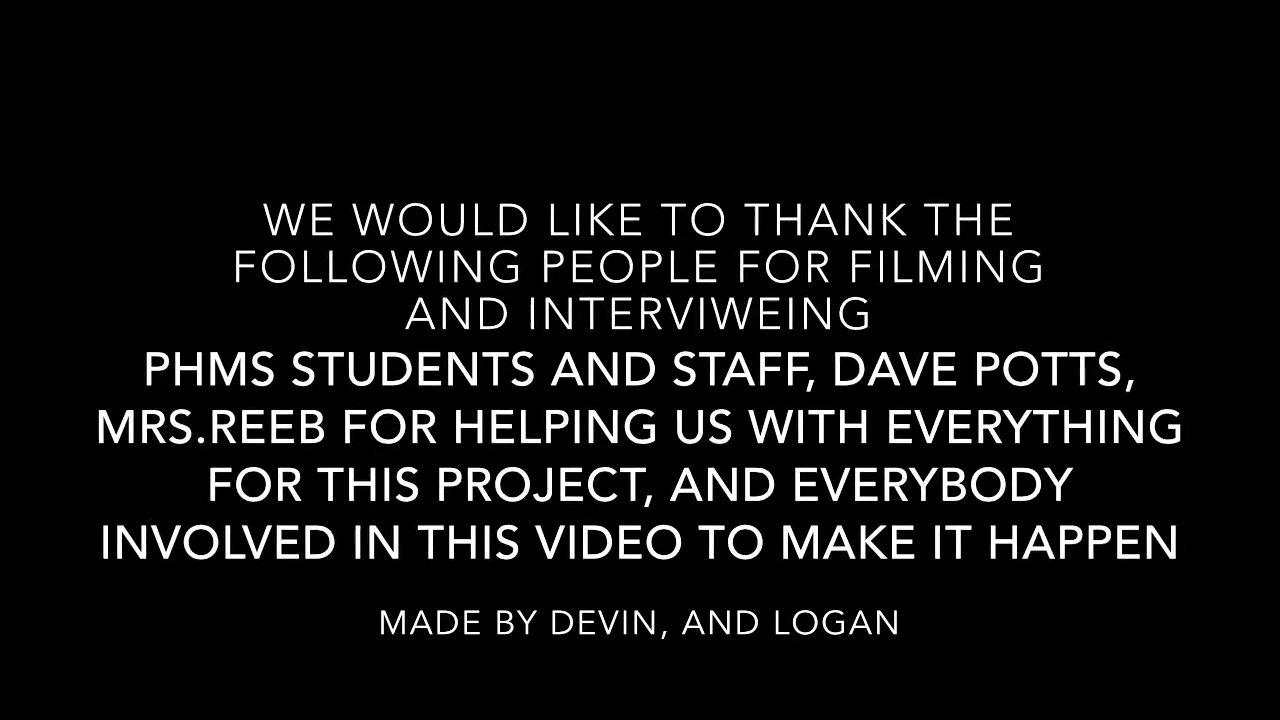 WE WOULD LIKE TO THANK THE
FOLLOWING PEOPLE FOR FILMING
AND INTERVIWEING
PHMS STUDENTS AND STAFF, DAVE POTTS,
MRS.REEB FOR HELPING US WITH EVERYTHING
FOR THIS PROJECT, AND EVERYBODY
INVOLVED IN THIS VIDEO TO MAKE IT HAPPEN
MADE BY DEVIN, AND LOGAN